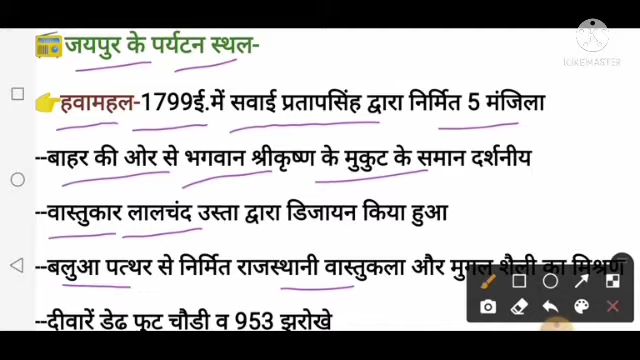 जयपुर के पर्यटन स्थल-
हवामहल-1799ई.में सवाई प्रतापसिंह द्वारा निर्मित 5 मंजिला
--बाहर की ओर से भगवान श्रीकृष्ण के मुकुट के समान दर्शनीय
--वास्तुकार लालचंद उस्ता द्वारा डिजायन किया हुआ
--बलुआ पत्थर से निर्मित राजस्थानी वास्तुकला और मुगल शैली का मिश्रण
--दीवारें डेढ फूट चौडी व 953 झरोखे
KINEMASTER